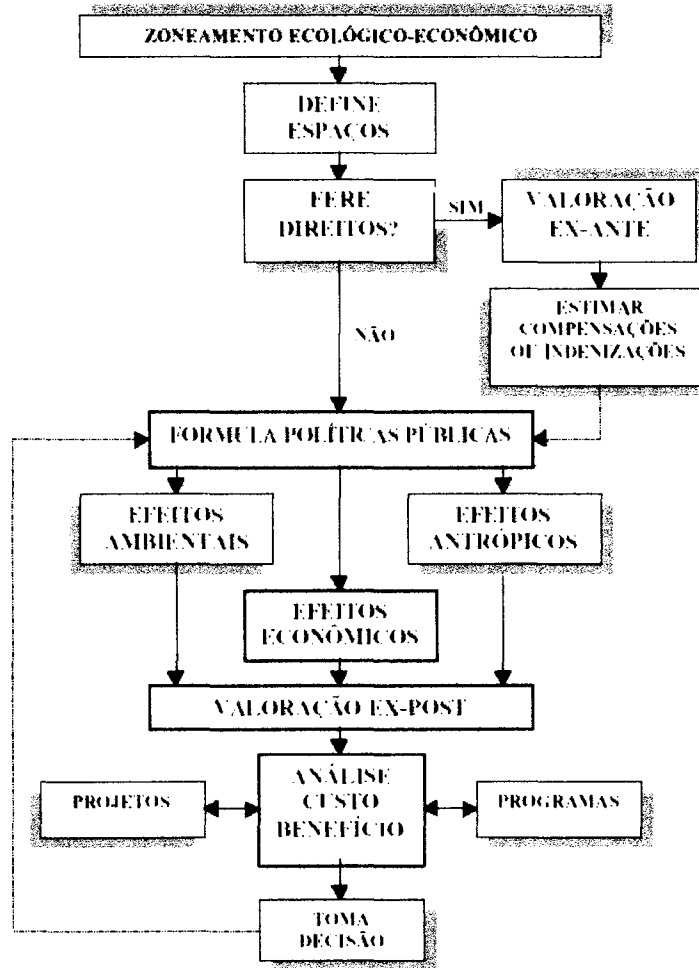 ZONEAMENTO ECOLÓGICO-ECONÔMICO
DEFINE
ESPAÇOS
FERE
DIREITOS?
SIM
VALORAÇÃO
EX-ANTE
ESTIMAR
COMPENSAÇÕES
OU INDENIZAÇÕES
NÃO
FORMULA POLÍTICAS PÚBLICAS
EFEITOS
AMBIENTAIS
EFEITOS
ANTRÓPICOS
EFEITOS
ECONÔMICOS
VALORAÇÃO EX-POST
PROJETOS
ANÁLISE
CUSTO
BENEFÍCIO
PROGRAMAS
TOMA
DECISÃO